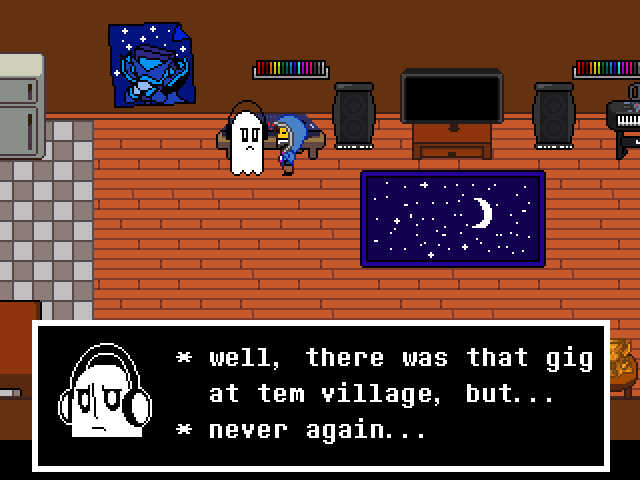 * well, there was that gig
at tem village, but...
* never again...